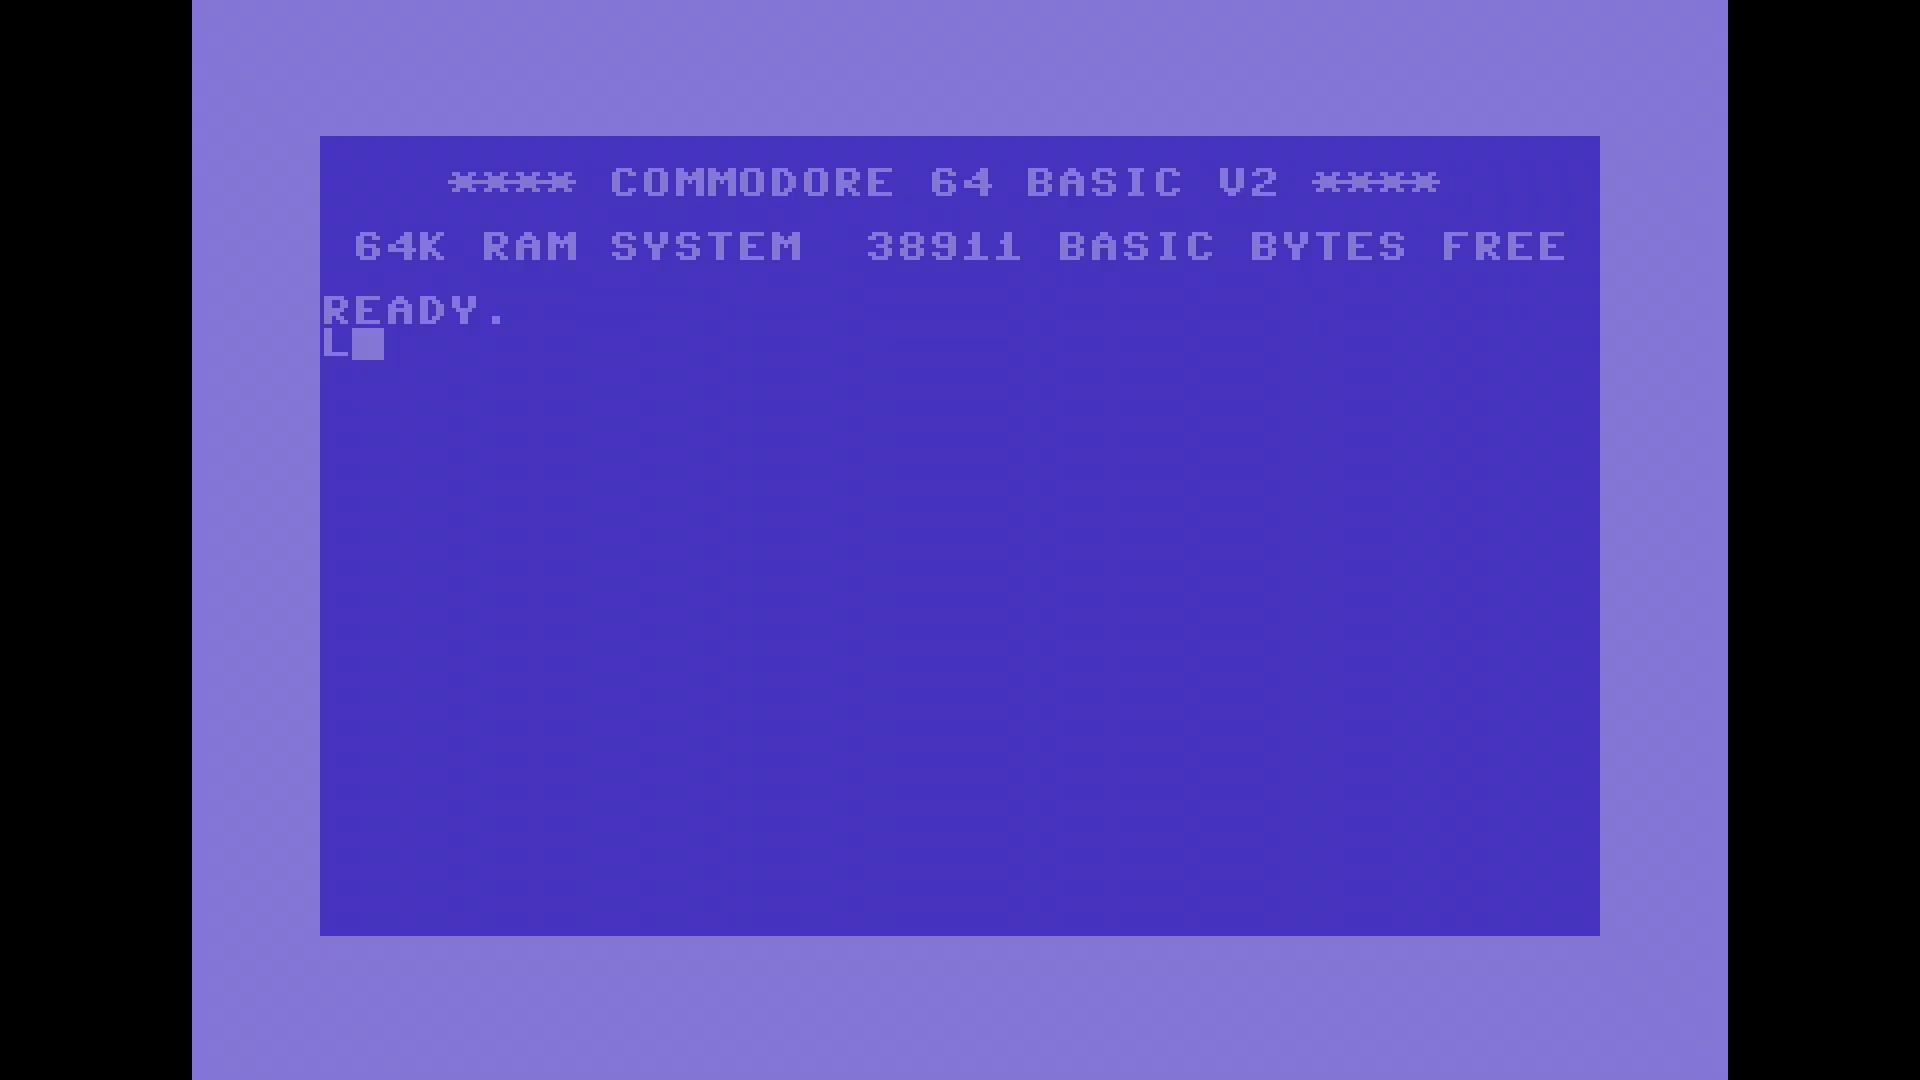 **** COMMODORE 64 BASIC V2 ****
64K RAM SYSTEM  38911 BASIC BYTES FREE
READY.
L